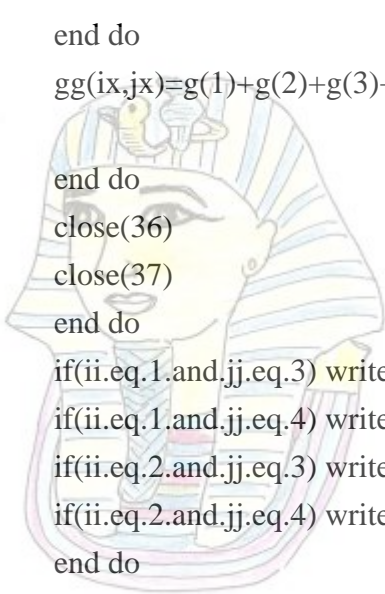 end do
gg(ix,jx)=g(1)+g(2)+g(3)
end do
close(36)
close(37)
end do
if(ii.eq.1.and.jj.eq.3) write
if(ii.eq.1.and.jj.eq.4) write
if(ii.eq.2.and.jj.eq.3) write
if(ii.eq.2.and.jj.eq.4) write
end do